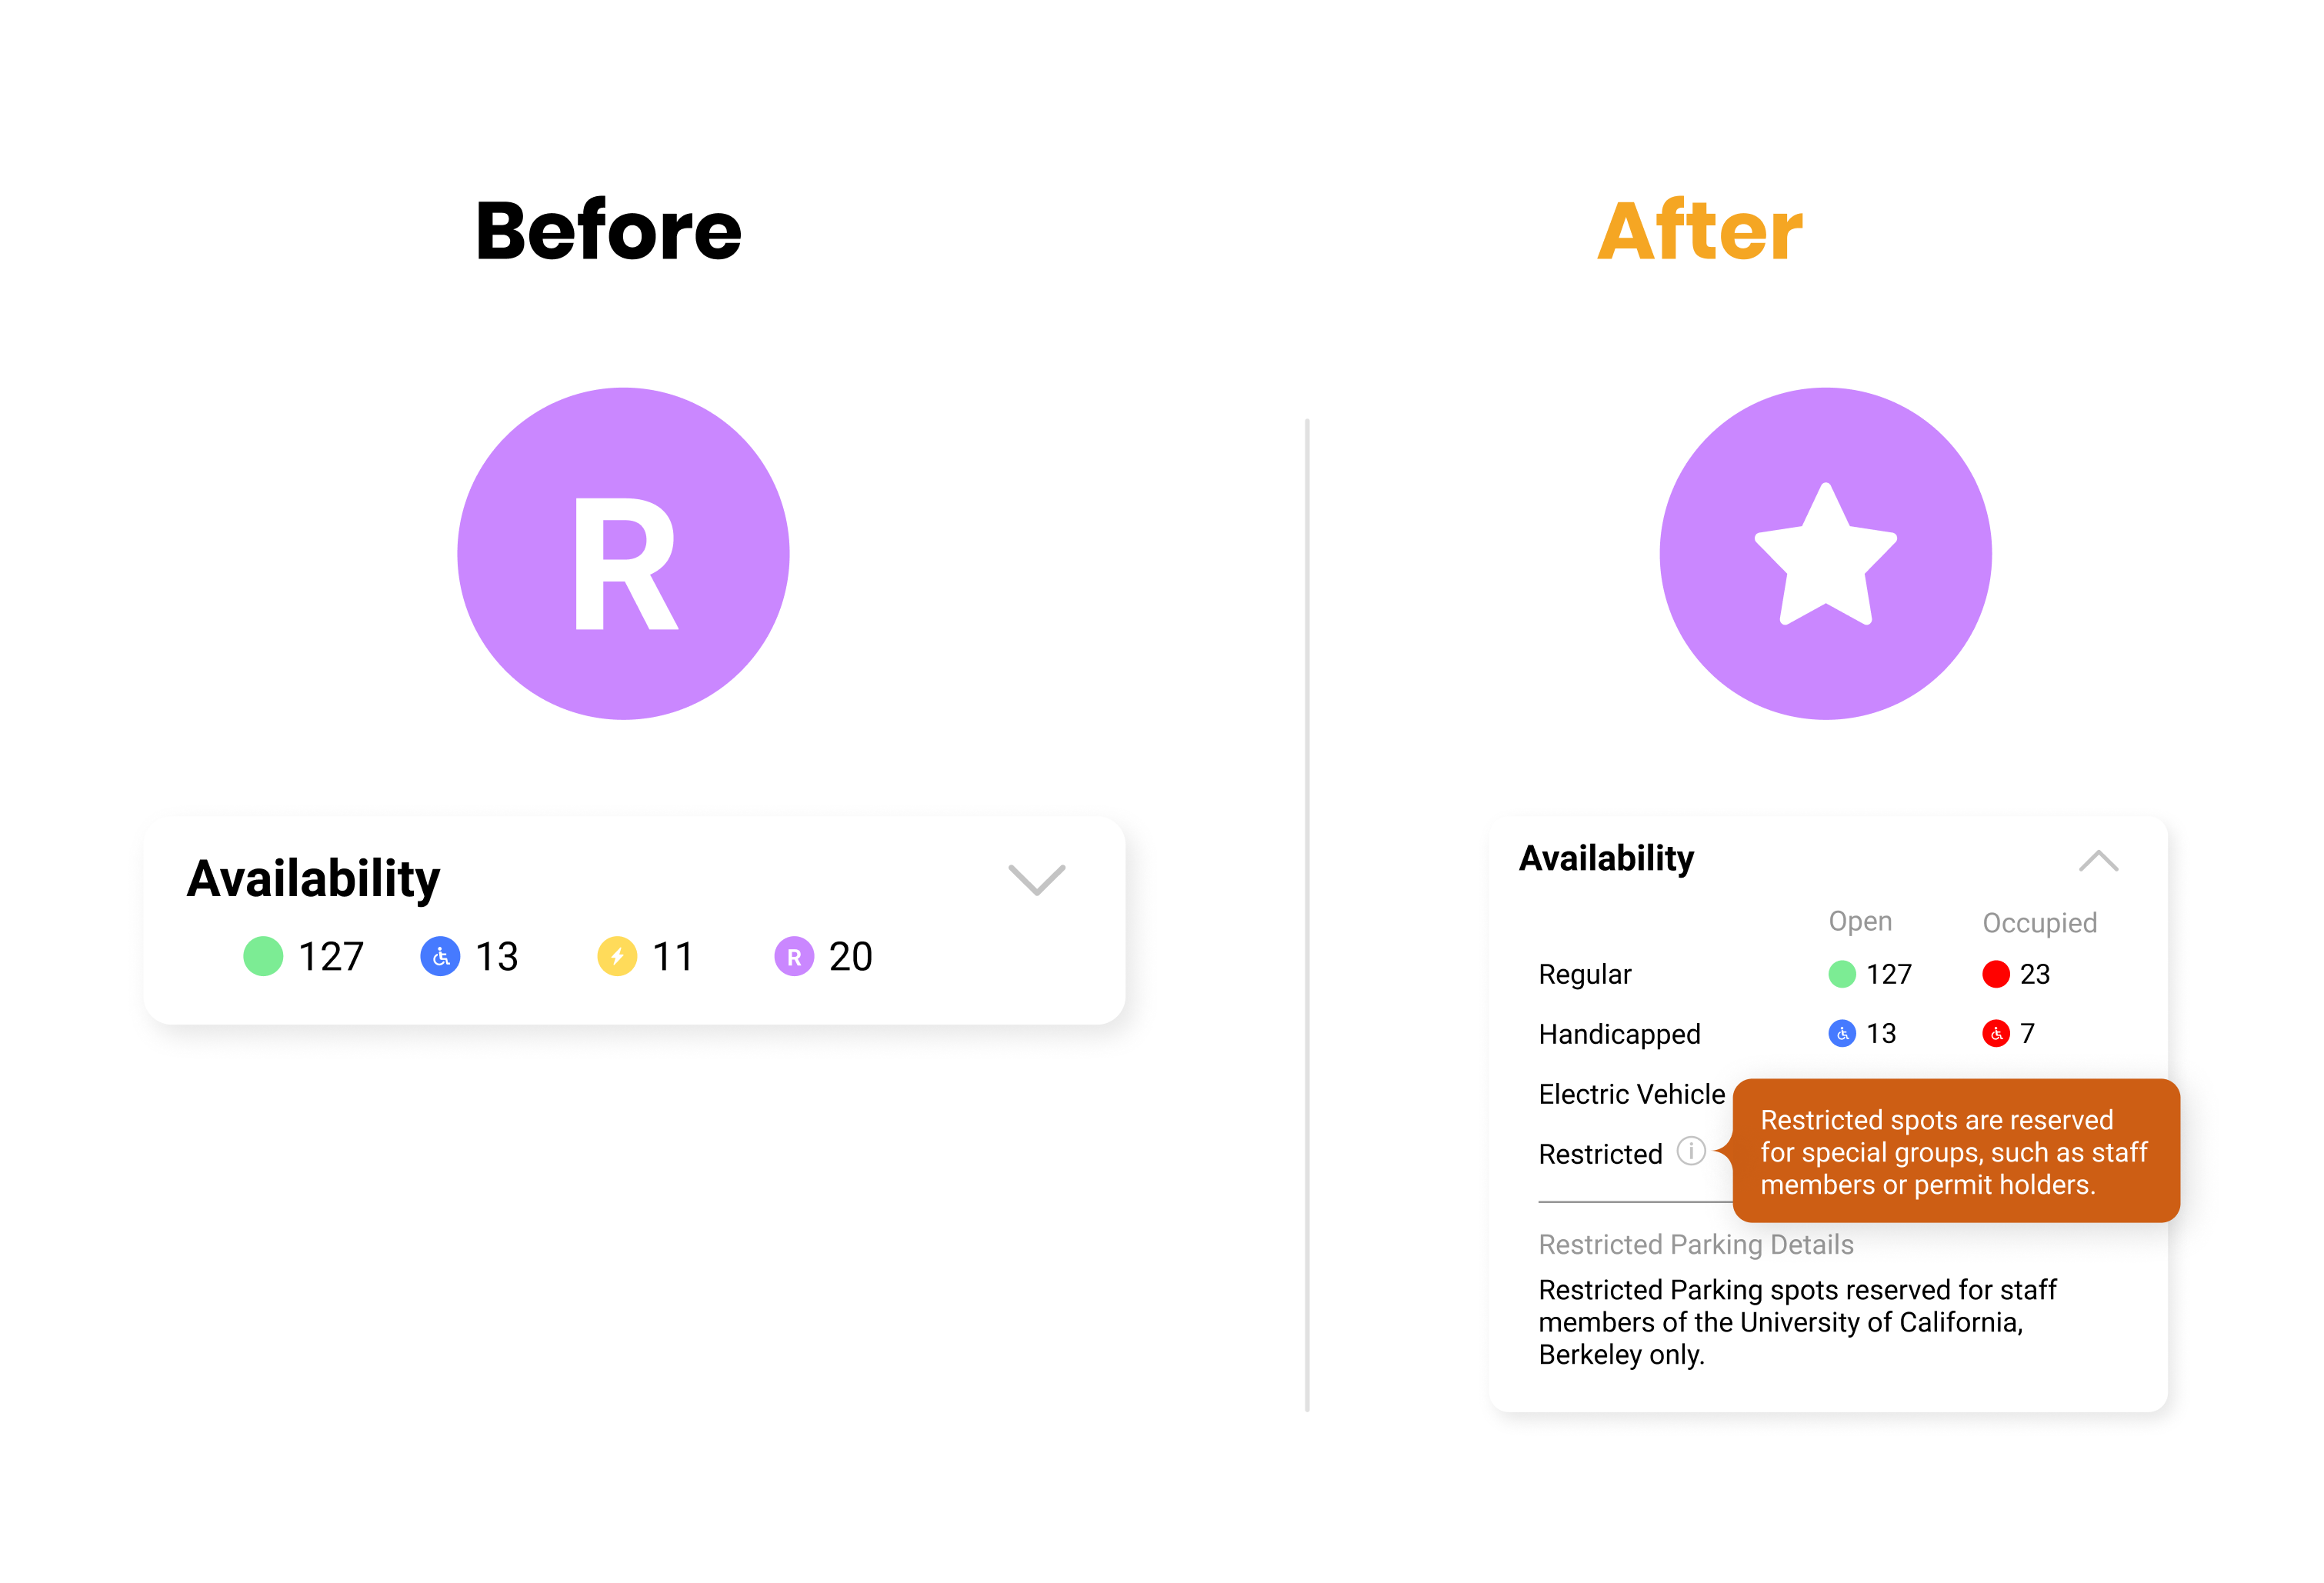 Before
After
R
Availability
127 13 11 R 20
Availability
Open Occupied
Regular 127 23
Handicapped 13 7
Electric Vehicle
Restricted i
Restricted spots are reserved
for special groups, such as staff
members or permit holders.
Restricted Parking Details
Restricted Parking spots reserved for staff
members of the University of California,
Berkeley only.